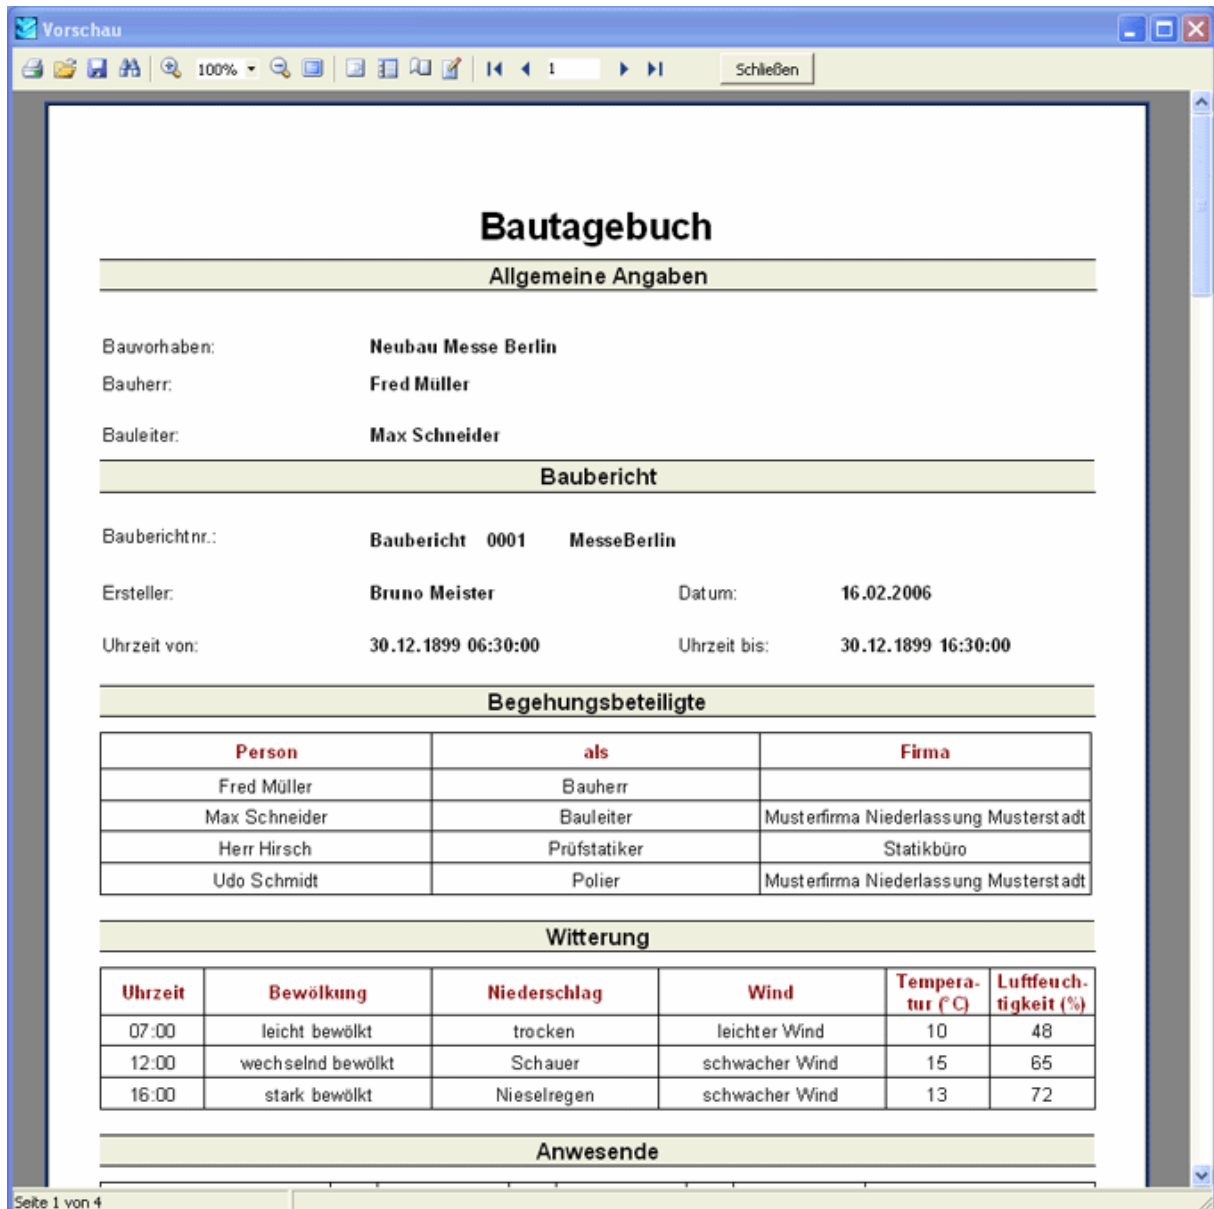 Vorschau
100% 1 Schließen
Bautagebuch
Allgemeine Angaben
Bauvorhaben: Neubau Messe Berlin
Bauherr: Fred Müller
Bauleiter: Max Schneider
Baubericht
Bauberichtnr.: Baubericht 0001 MesseBerlin
Ersteller: Bruno Meister Datum: 16.02.2006
Uhrzeit von: 30.12.1899 06:30:00 Uhrzeit bis: 30.12.1899 16:30:00
Begehungsbeteiligte
Person als Firma
Fred Müller Bauherr
Max Schneider Bauleiter Musterfirma Niederlassung Musterstadt
Herr Hirsch Prüfstatiker Statikbüro
Udo Schmidt Polier Musterfirma Niederlassung Musterstadt
Witterung
Uhrzeit Bewölkung Niederschlag Wind Tempera- Luftfeuch-
tur (°C) tigkeit (%)
07:00 leicht bewölkt trocken leichter Wind 10 48
12:00 wechselnd bewölkt Schauer schwacher Wind 15 65
16:00 stark bewölkt Nieselregen schwacher Wind 13 72
Anwesende
Seite 1 von 4